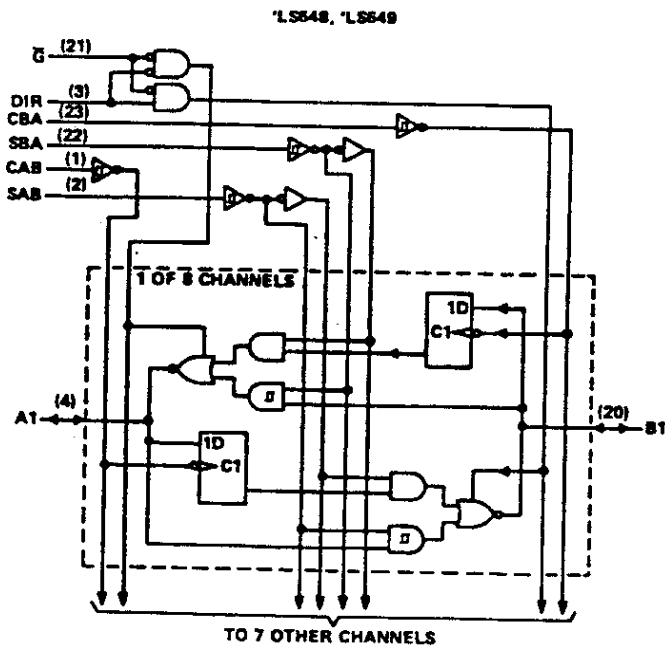 'LS648, 'LS649
G̅ (21)
DIR (3)
CBA (23)
SBA (22)
CAB (1)
SAB (2)
1 OF 8 CHANNELS
1D
C1
A1 (4)
(20) B1
1D
C1
TO 7 OTHER CHANNELS